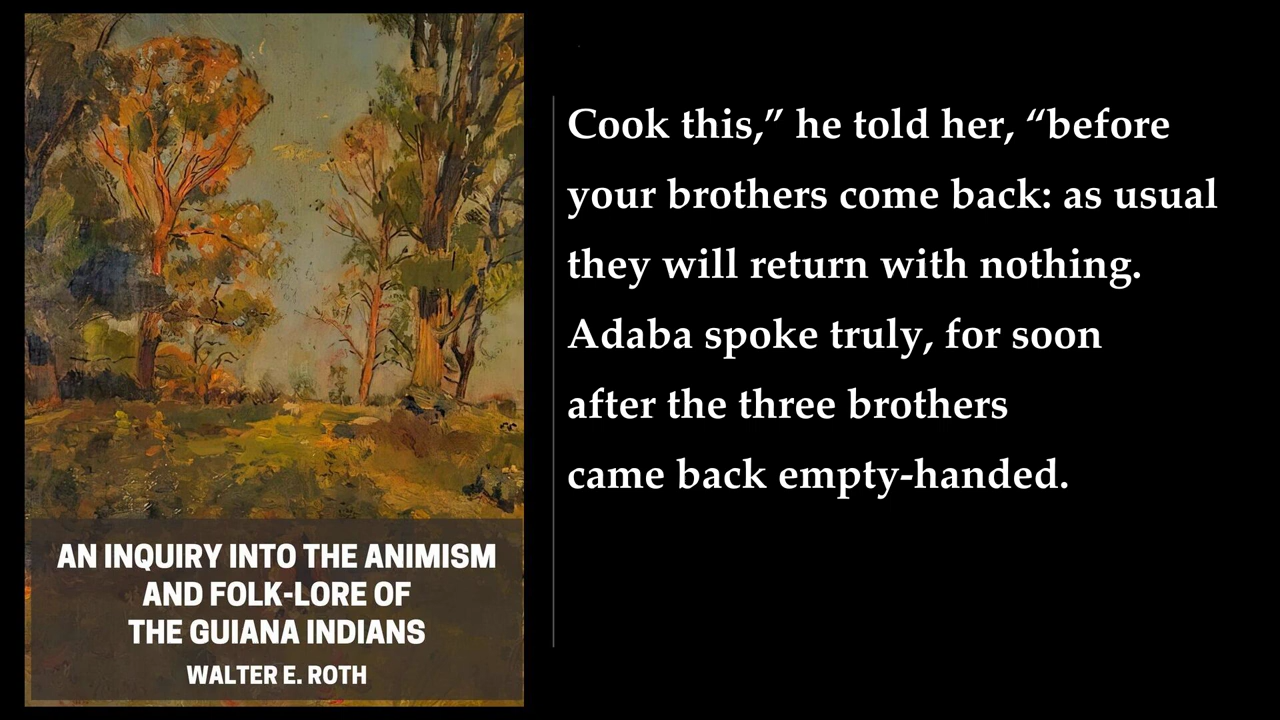 Cook this,” he told her, “before
your brothers come back: as usual
they will return with nothing.
Adaba spoke truly, for soon
after the three brothers
came back empty-handed.
AN INQUIRY INTO THE ANIMISM
AND FOLK-LORE OF
THE GUIANA INDIANS
WALTER E. ROTH